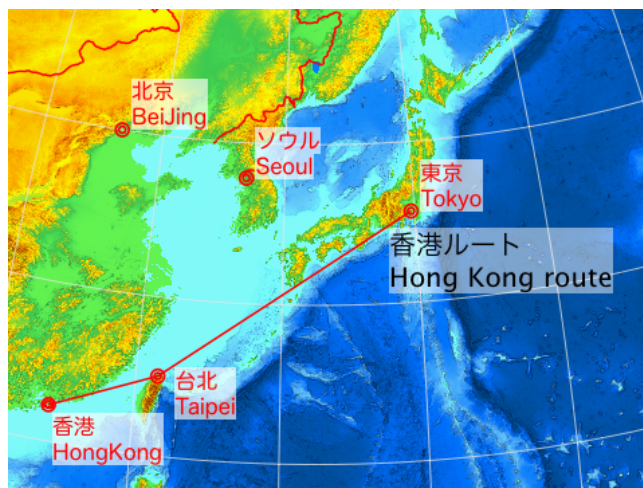 北京
BeiJing
ソウル
Seoul
東京
Tokyo
香港ルート
Hong Kong route
台北
Taipei
香港
HongKong